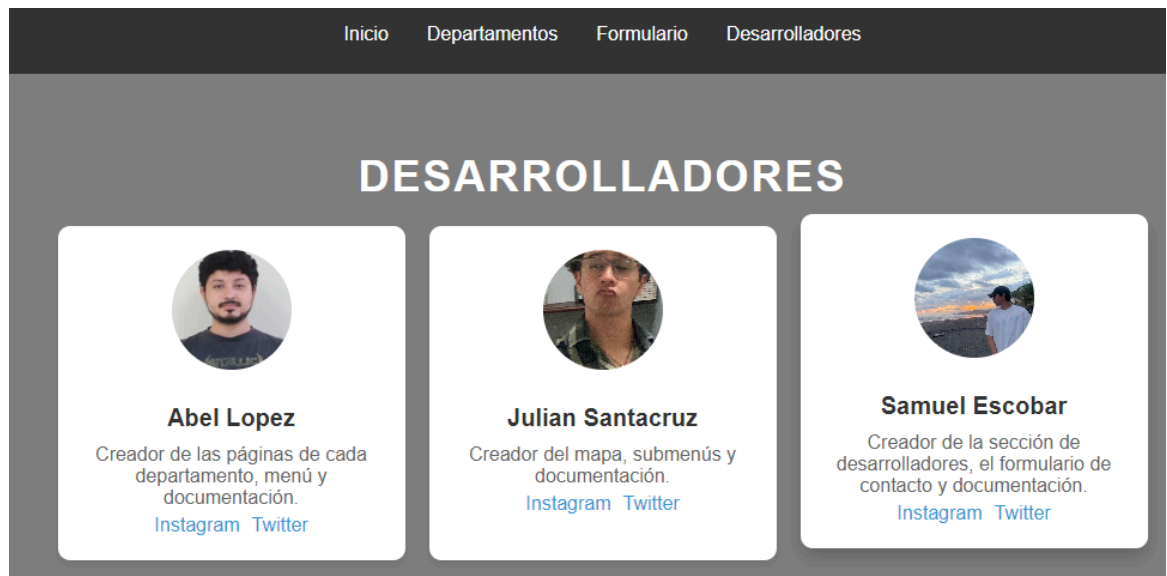 Inicio Departamentos Formulario Desarrolladores
DESARROLLADORES
Abel Lopez
Creador de las páginas de cada
departamento, menú y
documentación.
Instagram Twitter
Julian Santacruz
Creador del mapa, submenús y
documentación.
Instagram Twitter
Samuel Escobar
Creador de la sección de
desarrolladores, el formulario de
contacto y documentación.
Instagram Twitter